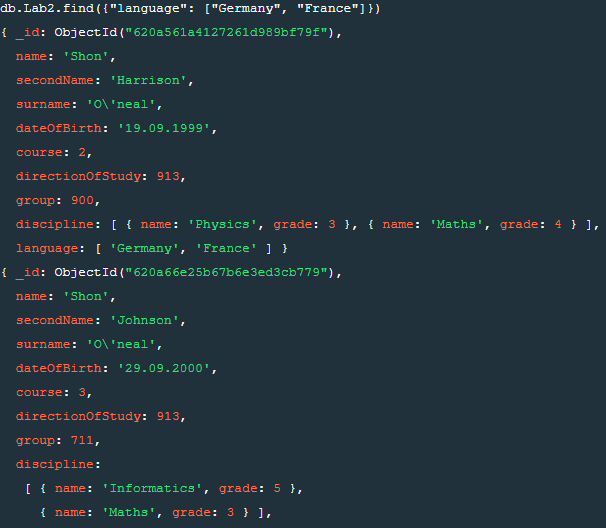 db.Lab2.find({"language": ["Germany", "France"]})
{ _id: ObjectId("620a561a4127261d989bf79f"),
name: 'Shon',
secondName: 'Harrison',
surname: 'O\'neal',
dateOfBirth: '19.09.1999',
course: 2,
directionOfStudy: 913,
group: 900,
discipline: [ { name: 'Physics', grade: 3 }, { name: 'Maths', grade: 4 } ],
language: [ 'Germany', 'France' ] }
{ _id: ObjectId("620a66e25b67b6e3ed3cb779"),
name: 'Shon',
secondName: 'Johnson',
surname: 'O\'neal',
dateOfBirth: '29.09.2000',
course: 3,
directionOfStudy: 913,
group: 711,
discipline:
[ { name: 'Informatics', grade: 5 },
{ name: 'Maths', grade: 3 } ],